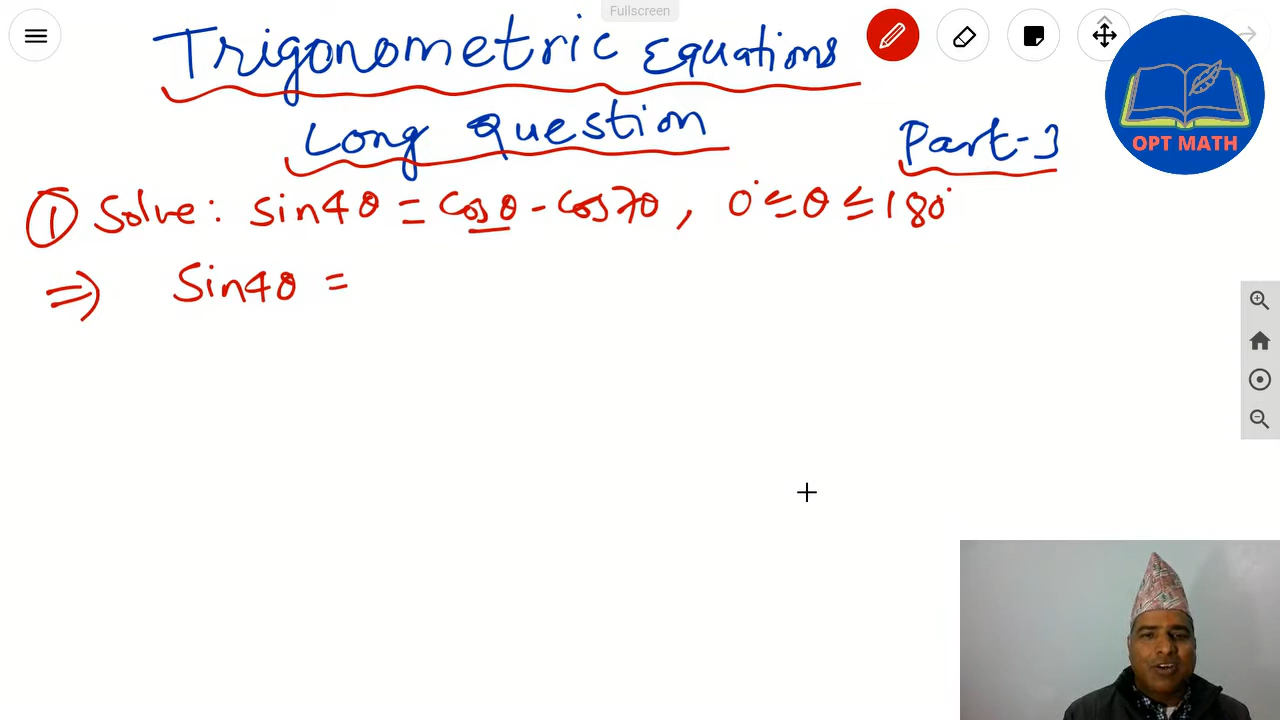 Fullscreen
Trigonometric Equations
Long Question
Part-3
OPT MATH
① Solve: sin4θ = cosθ - cos7θ, 0° ≤ θ ≤ 180°
⇒ Sin4θ =